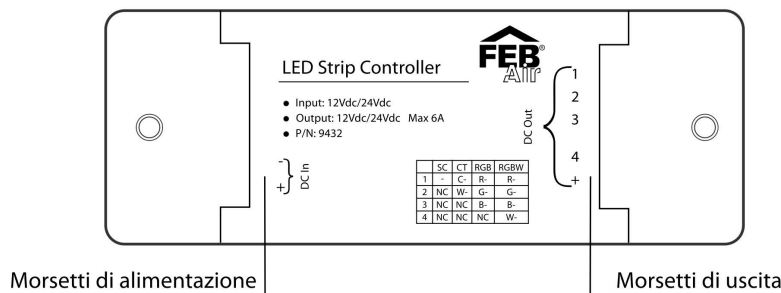 LED Strip Controller
FEB®
Air
• Input: 12Vdc/24Vdc
• Output: 12Vdc/24Vdc Max 6A
• P/N: 9432
-
+
DC In
DC Out
1
2
3
4
+
SC CT RGB RGBW
1 - C- R- R-
2 NC W- G- G-
3 NC NC B- B-
4 NC NC NC W-
Morsetti di alimentazione
Morsetti di uscita